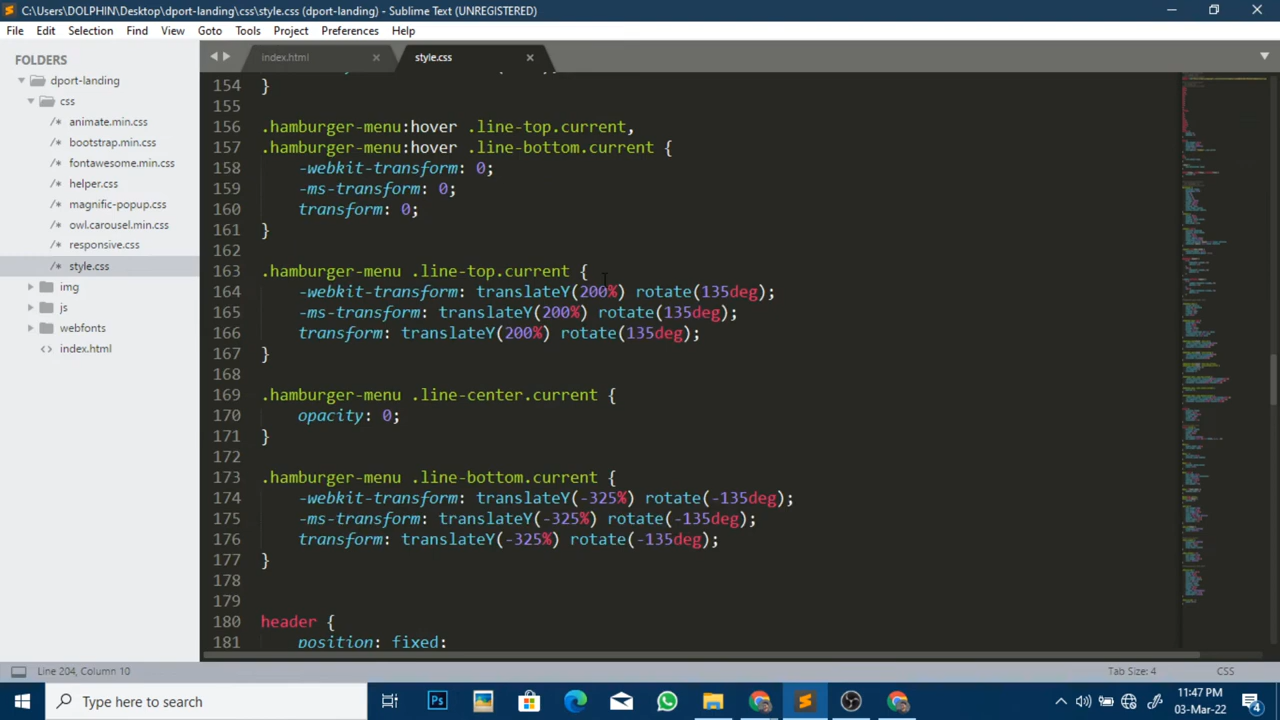 C:\Users\DOLPHIN\Desktop\dport-landing\css\style.css (dport-landing) - Sublime Text (UNREGISTERED)
File Edit Selection Find View Goto Tools Project Preferences Help
FOLDERS
dport-landing
css
/* animate.min.css
/* bootstrap.min.css
/* fontawesome.min.css
/* helper.css
/* magnific-popup.css
/* owl.carousel.min.css
/* responsive.css
/* style.css
img
js
webfonts
<> index.html
index.html × style.css ×
154 }
155
156 .hamburger-menu:hover .line-top.current,
157 .hamburger-menu:hover .line-bottom.current {
158 -webkit-transform: 0;
159 -ms-transform: 0;
160 transform: 0;
161 }
162
163 .hamburger-menu .line-top.current {
164 -webkit-transform: translateY(200%) rotate(135deg);
165 -ms-transform: translateY(200%) rotate(135deg);
166 transform: translateY(200%) rotate(135deg);
167 }
168
169 .hamburger-menu .line-center.current {
170 opacity: 0;
171 }
172
173 .hamburger-menu .line-bottom.current {
174 -webkit-transform: translateY(-325%) rotate(-135deg);
175 -ms-transform: translateY(-325%) rotate(-135deg);
176 transform: translateY(-325%) rotate(-135deg);
177 }
178
179
180 header {
181 position: fixed;
Line 204, Column 10 Tab Size: 4 CSS
Type here to search
Ps
11:47 PM
03-Mar-22
4